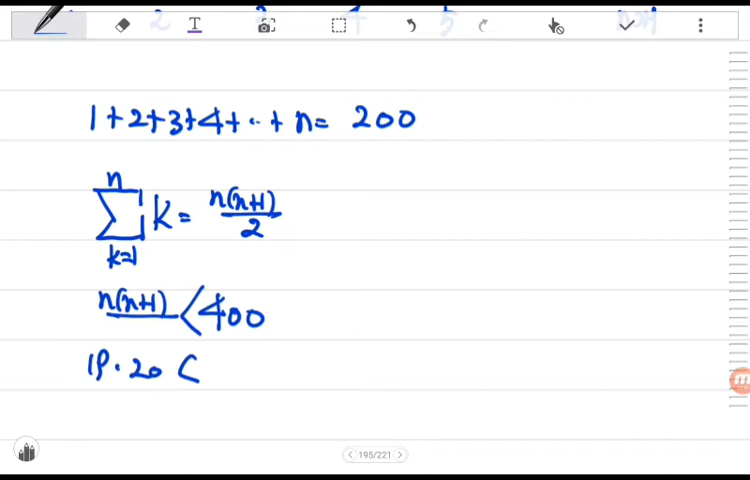 1+2+3+4+..+n= 200
n
∑ k = n(n+1)/2
k=1
n(n+1) < 400
19·20 <
195/221